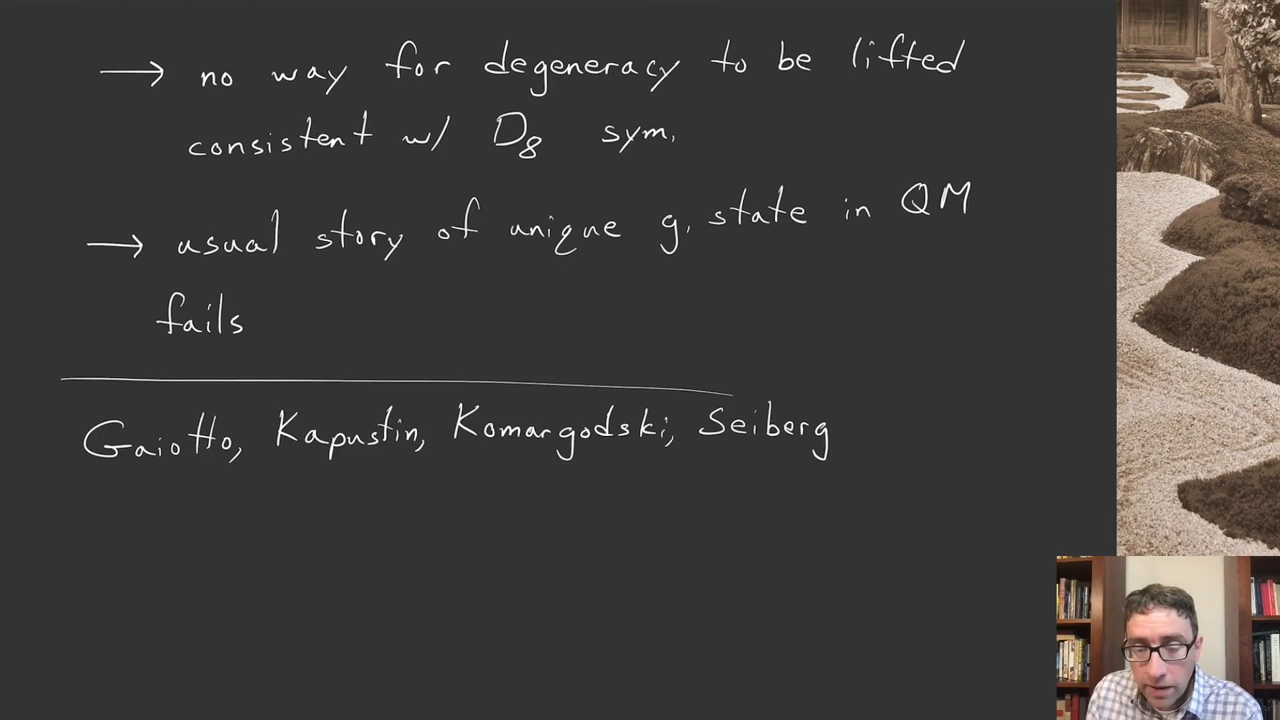 → no way for degeneracy to be lifted
consistent w/ D8 sym.
→ usual story of unique g. state in QM
fails
Gaiotto, Kapustin, Komargodski, Seiberg